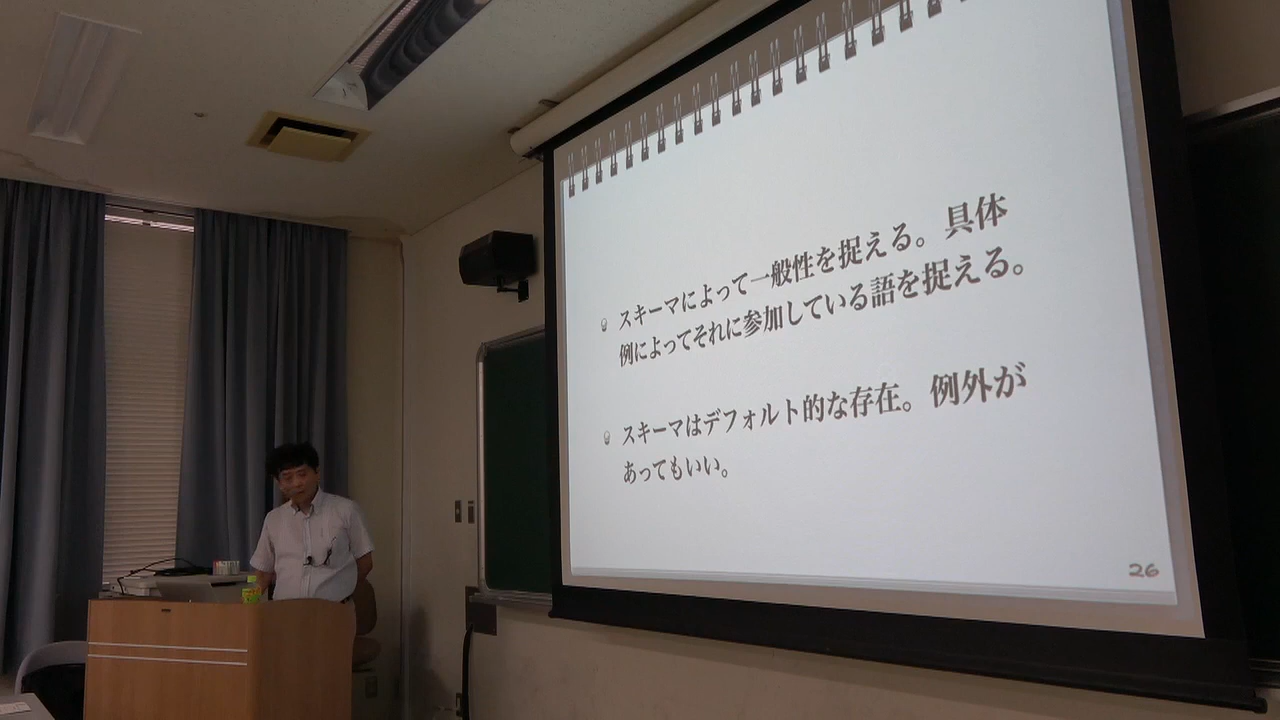 スキーマによって一般性を捉える。具体
例によってそれに参加している語を捉える。
スキーマはデフォルト的な存在。例外が
あってもいい。
26